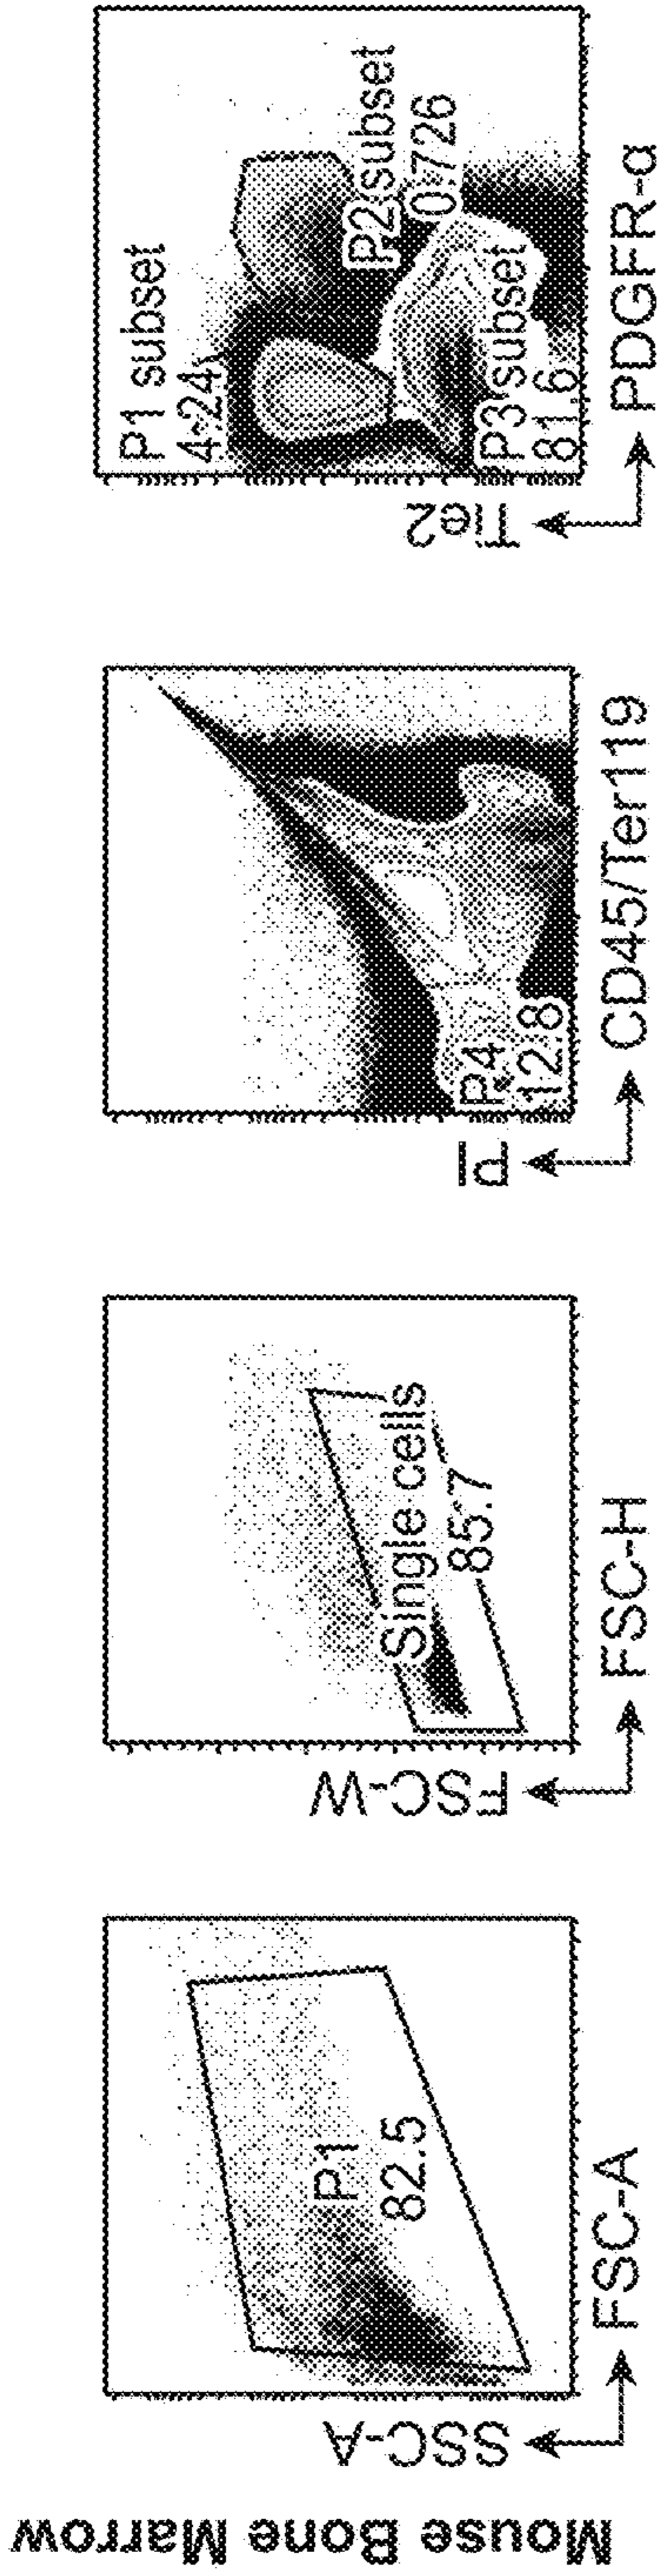 Mouse Bone Marrow
SSC-A
P1
82.5
FSC-A
FSC-W
Single cells
85.7
FSC-H
PI
P4
12.8
CD45/Ter119
Tie2
P1 subset
4.24
P2 subset
0.726
P3 subset
81.6
PDGFR-α